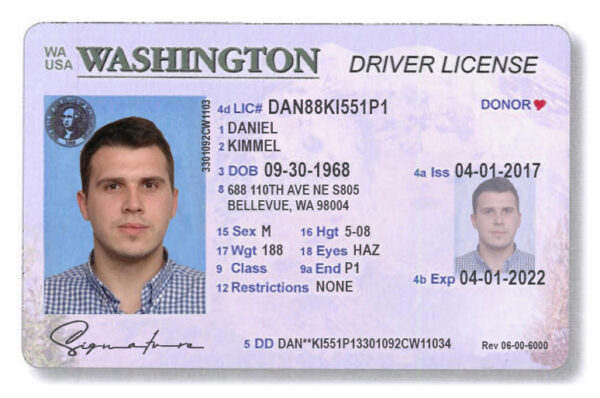 WA
USA
WASHINGTON
DRIVER LICENSE
3301092CW1103
4d LIC# DAN88KI551P1
DONOR
1 DANIEL
2 KIMMEL
3 DOB 09-30-1968
4a Iss 04-01-2017
8 688 110TH AVE NE S805
BELLEVUE, WA 98004
15 Sex M 16 Hgt 5-08
17 Wgt 188 18 Eyes HAZ
9 Class 9a End P1
4b Exp 04-01-2022
12 Restrictions NONE
Signature
5 DD DAN**KI551P13301092CW11034
Rev 06-00-6000